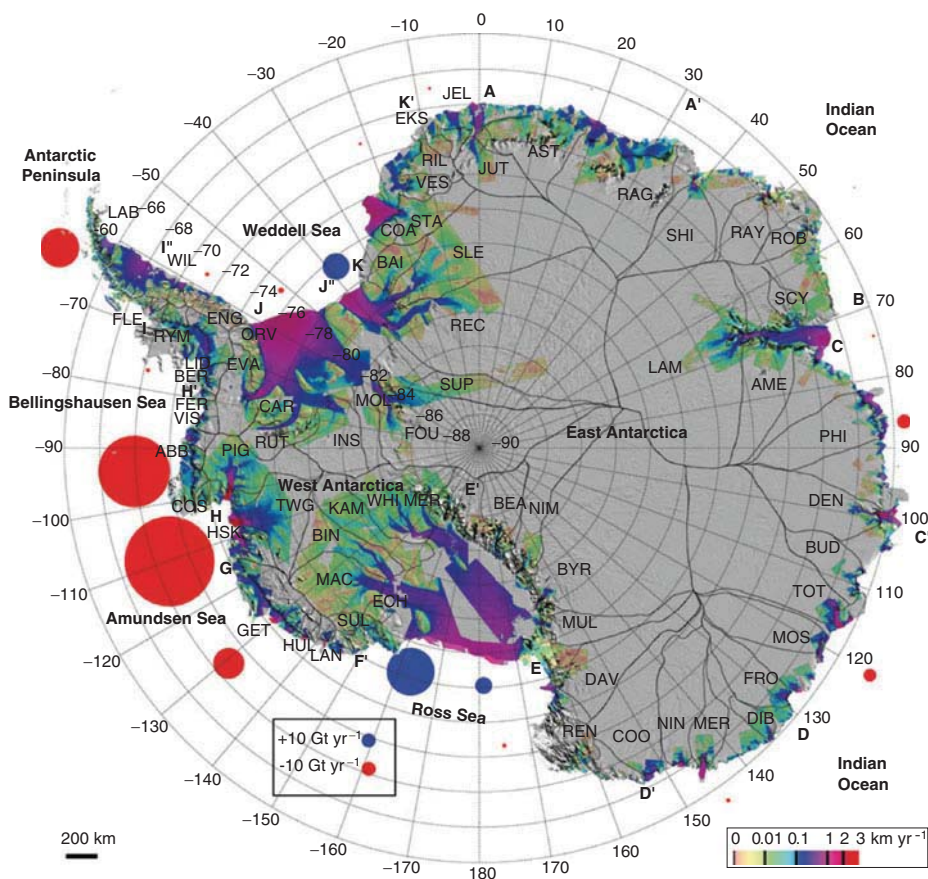 0
−10
10
−20
20
−30
30
−40
40
−50
50
60
70
80
90
100
110
120
130
140
150
160
170
180
−170
−160
−150
−140
−130
−120
−110
−100
−90
−80
−70
−60
−66
−68
−70
−72
−74
−76
−78
−80
−82
−84
−86
−88
−90
JEL
A
K'
EKS
A'
Indian
Ocean
Antarctic
Peninsula
RIL
JUT
AST
VES
RAG
LAB
I"
WIL
Weddell Sea
COA
STA
SLE
BAI
K
J"
J
SHI
RAY
ROB
SCY
B
C
FLE
I
RYM
ENG
ORV
REC
LAM
AME
LID
EVA
BER
H'
FER
VIS
Bellingshausen Sea
SUP
MOL
CAR
FOU
RUT
INS
PIG
ABB
East Antarctica
PHI
West Antarctica
E'
COS
TWG
KAM
WHI
MER
BEA
NIM
DEN
C'
H
HSK
BIN
BUD
G
MAC
BYR
TOT
Amundsen Sea
ECH
SUL
MUL
MOS
GET
HUL
LAN
F'
E
DAV
FRO
Ross Sea
REN
COO
NIN
MER
DIB
D
D'
Indian
Ocean
+10 Gt yr−1
-10 Gt yr−1
200 km
0 0.01 0.1 1 2 3 km yr−1